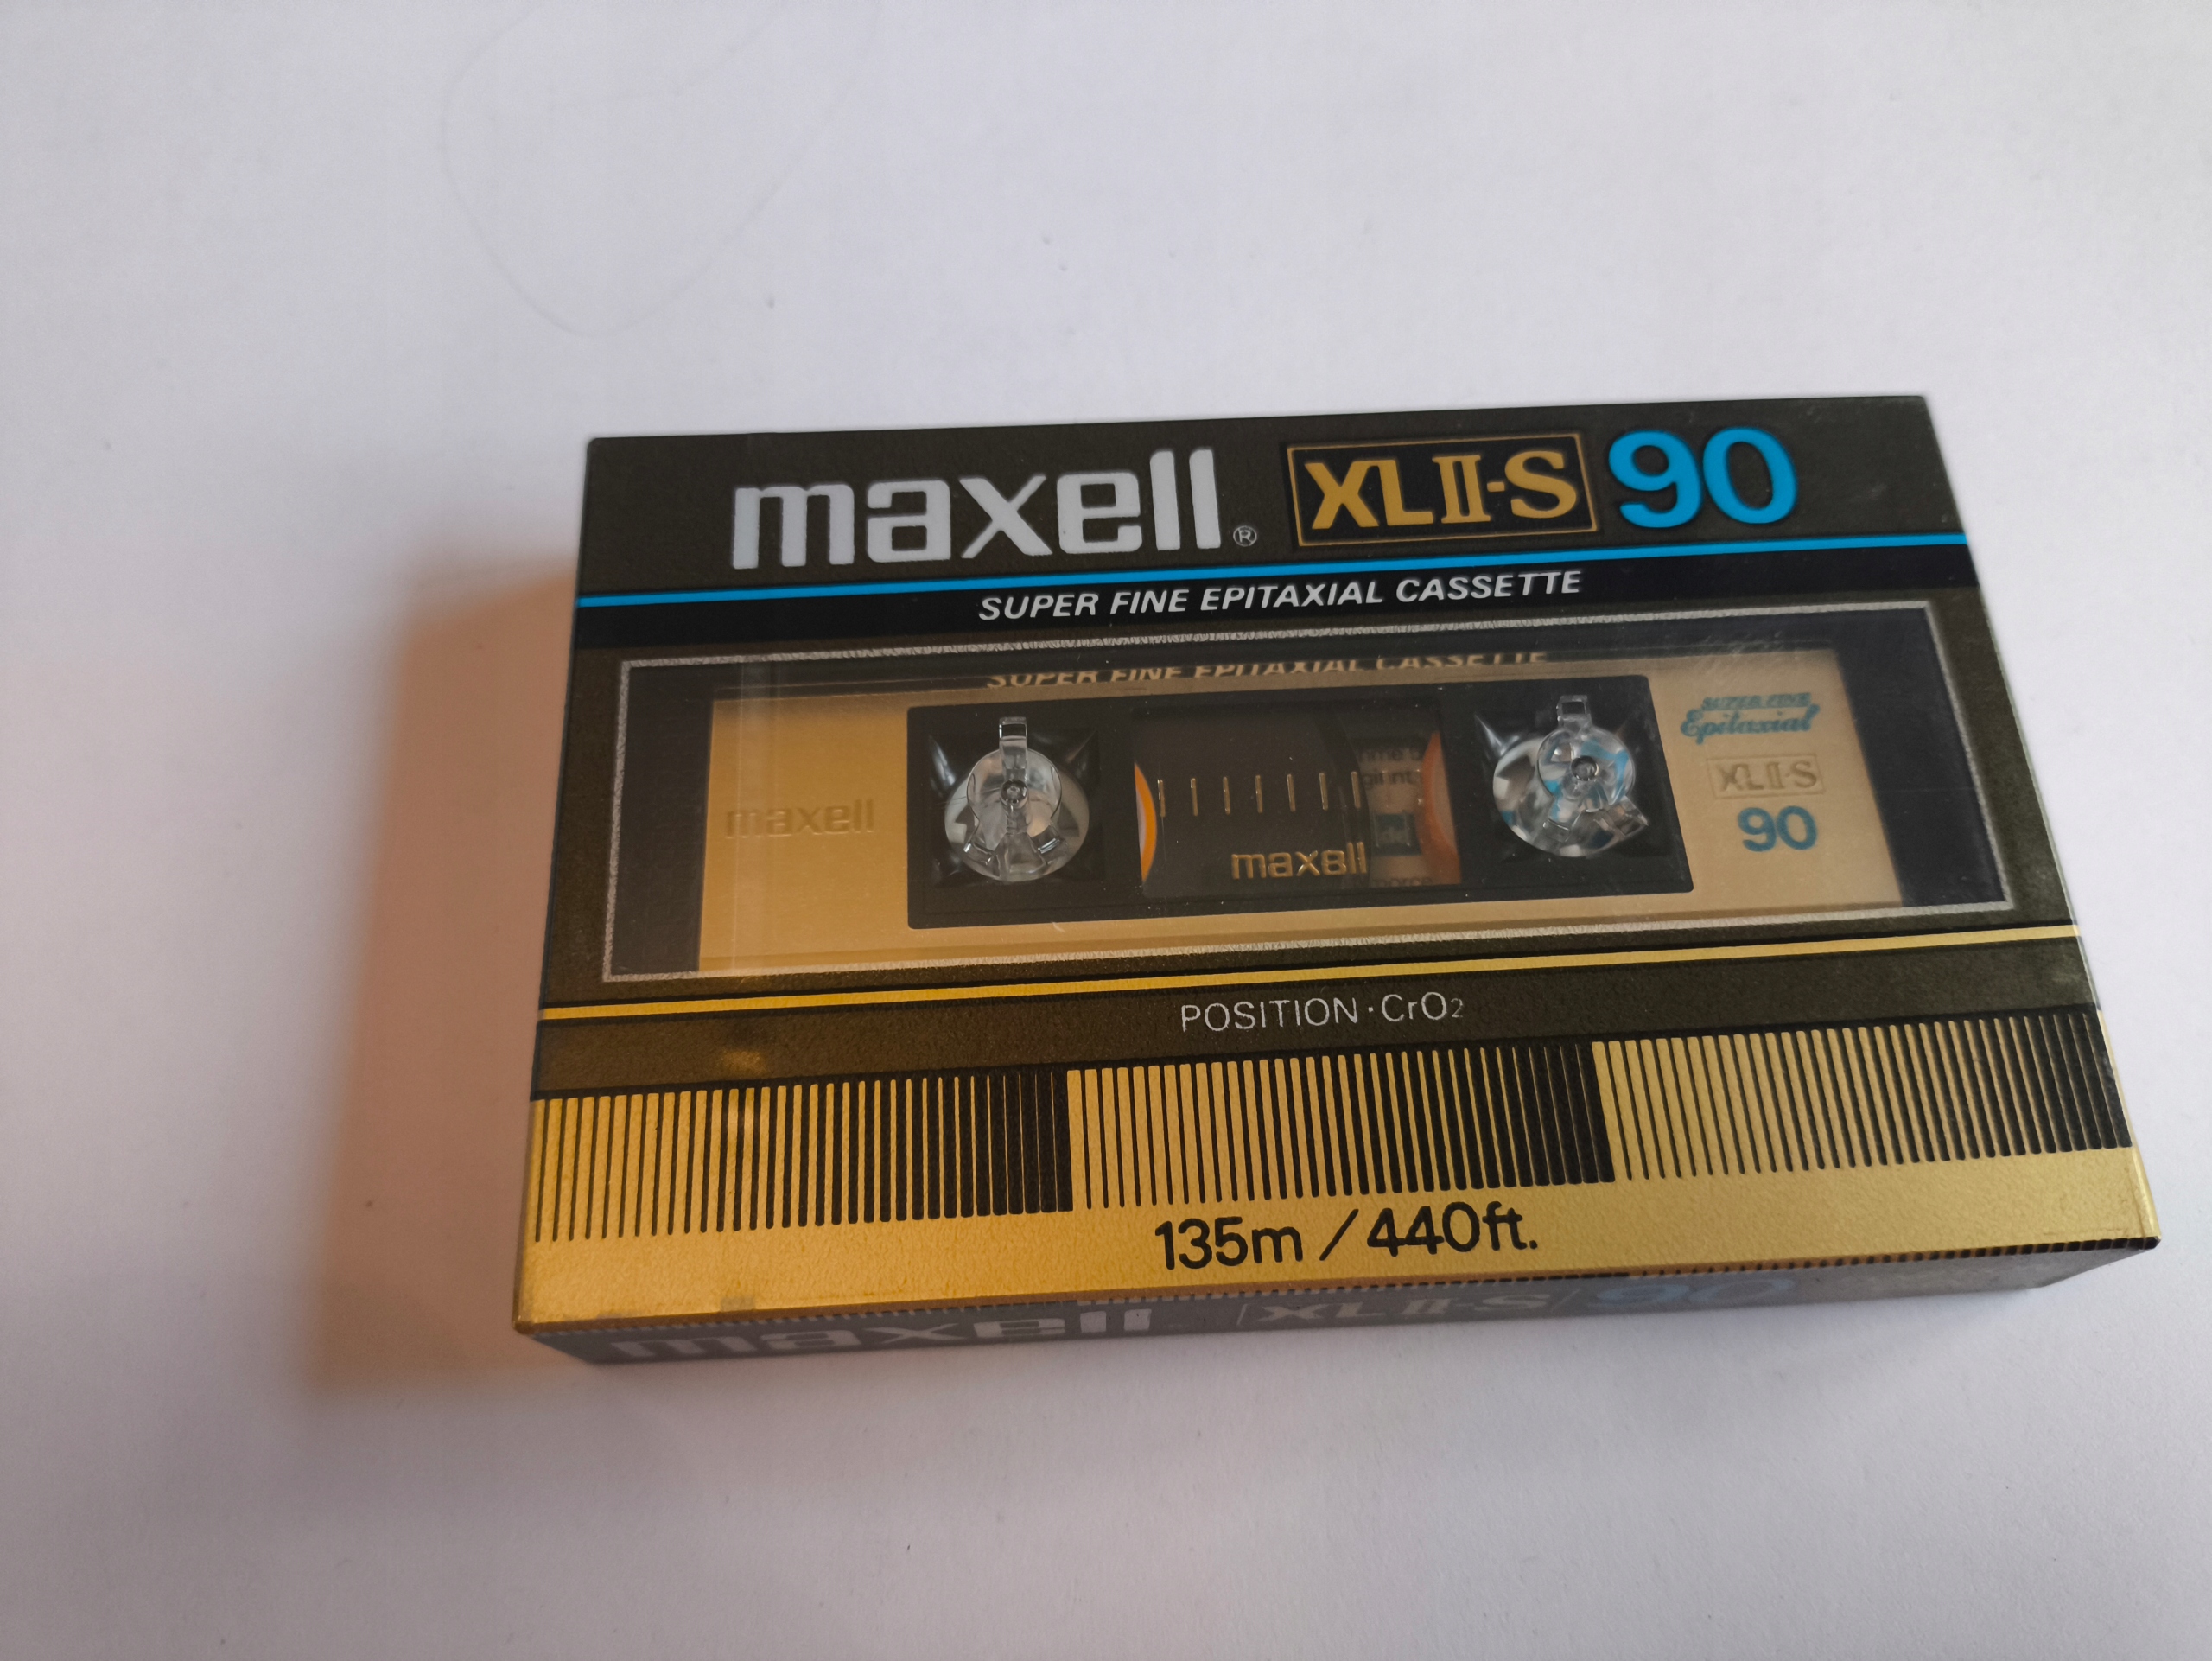 maxell® XLII-S 90
SUPER FINE EPITAXIAL CASSETTE
SUPER FINE EPITAXIAL CASSETTE
SUPER FINE
Epitaxial
maxell
XLII-S
90
maxell
POSITION·CrO2
135m/440ft.
maxell XLII-S 90